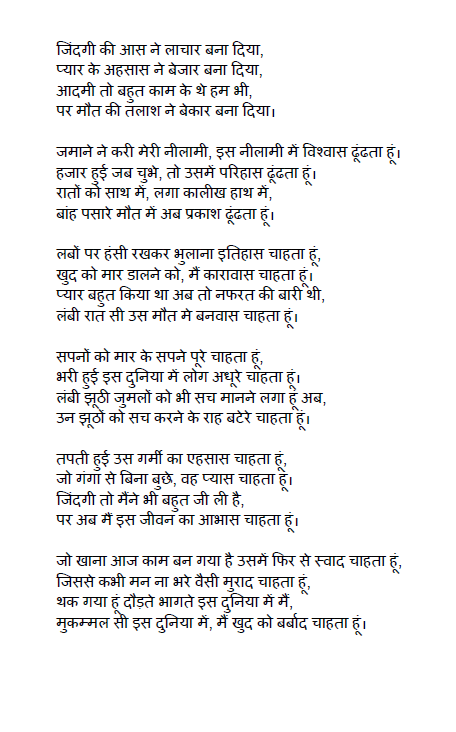 जिंदगी की आस ने लाचार बना दिया,
प्यार के अहसास ने बेजार बना दिया,
आदमी तो बहुत काम के थे हम भी,
पर मौत की तलाश ने बेकार बना दिया।
जमाने ने करी मेरी नीलामी, इस नीलामी में विश्वास ढूंढता हूं।
हजार हुई जब चुभे, तो उसमें परिहास ढूंढता हूं।
रातों को साथ में, लगा कालीख हाथ में,
बांह पसारे मौत में अब प्रकाश ढूंढता हूं।
लबों पर हंसी रखकर भुलाना इतिहास चाहता हूं,
खुद को मार डालने को, मैं कारावास चाहता हूं।
प्यार बहुत किया था अब तो नफरत की बारी थी,
लंबी रात सी उस मौत मे बनवास चाहता हूं।
सपनों को मार के सपने पूरे चाहता हूं,
भरी हुई इस दुनिया में लोग अधूरे चाहता हूं।
लंबी झूठी जुमलों को भी सच मानने लगा हूं अब,
उन झूठों को सच करने के राह बटेरे चाहता हूं।
तपती हुई उस गर्मी का एहसास चाहता हूं,
जो गंगा से बिना बुछे, वह प्यास चाहता हूं।
जिंदगी तो मैंने भी बहुत जी ली है,
पर अब मैं इस जीवन का आभास चाहता हूं।
जो खाना आज काम बन गया है उसमें फिर से स्वाद चाहता हूं,
जिससे कभी मन ना भरे वैसी मुराद चाहता हूं,
थक गया हूं दौड़ते भागते इस दुनिया में मैं,
मुकम्मल सी इस दुनिया में, मैं खुद को बर्बाद चाहता हूं।